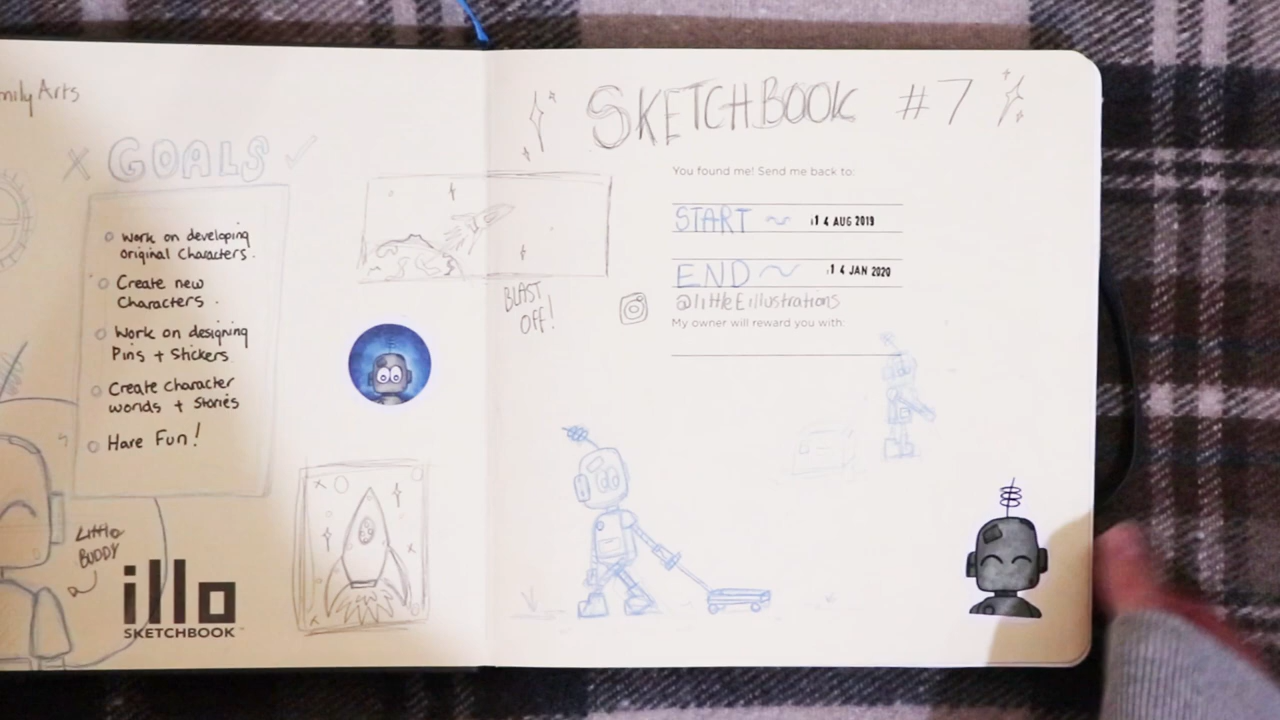 mily Arts
GOALS
Work on developing
original Characters.
Create new
Characters.
Work on designing
Pins + Stickers
Create character
worlds + Stories
Have Fun!
Little
BUDDY
illo
SKETCHBOOK™
BLAST
OFF!
SKETCHBOOK #7
You found me! Send me back to:
START ~ 14 AUG 2019
END ~ 14 JAN 2020
@littleEillustrations
My owner will reward you with: